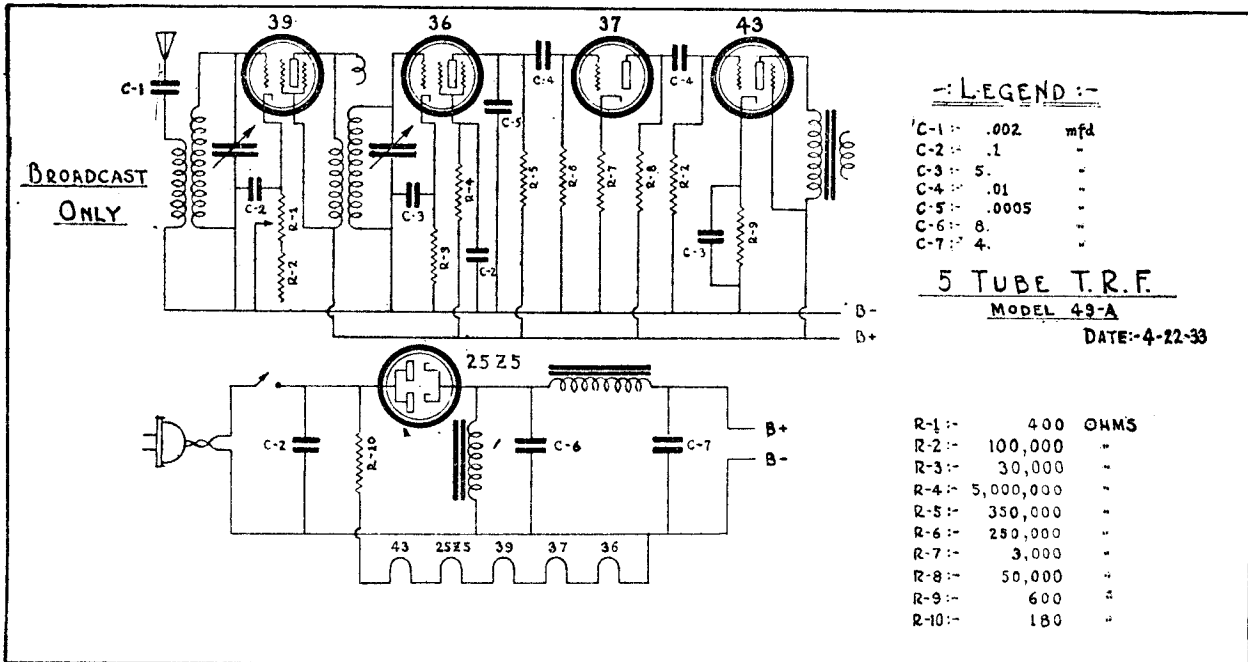 39 36 37 43
C-1
C-4
C-4
C-5
BROADCAST
ONLY
C-2
R-1
R-2
C-3
R-3
R-4
C-2
R-5
R-6
R-7
R-8
R-2
C-3
R-9
B-
B+
-: LEGEND :-
C-1 :- .002 mfd
C-2 :- .1 "
C-3 :- 5. "
C-4 :- .01 "
C-5 :- .0005 "
C-6 :- 8. "
C-7 :- 4. "
5 TUBE T.R.F.
MODEL 49-A
DATE:-4-22-33
25Z5
C-2
R-10
C-6
C-7
B+
B-
43 25Z5 39 37 36
R-1 :- 400 OHMS
R-2 :- 100,000 "
R-3 :- 30,000 "
R-4 :- 5,000,000 "
R-5 :- 350,000 "
R-6 :- 250,000 "
R-7 :- 3,000 "
R-8 :- 50,000 "
R-9 :- 600 "
R-10:- 180 "